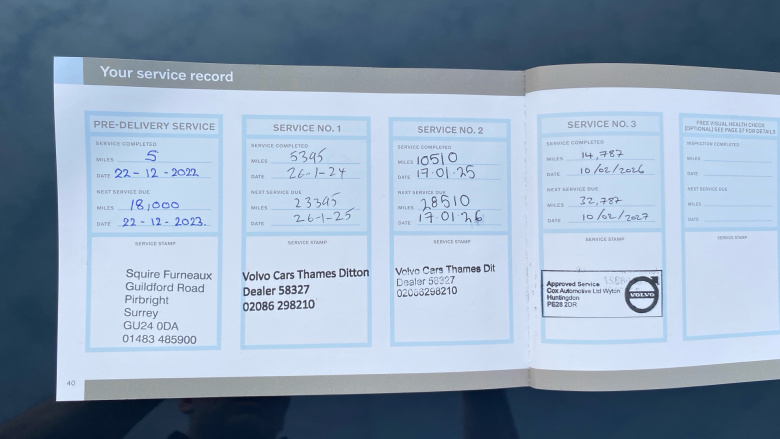 Your service record
PRE-DELIVERY SERVICE
SERVICE COMPLETED
MILES 5
DATE 22-12-2022
NEXT SERVICE DUE
MILES 18,000
DATE 22-12-2023.
SERVICE STAMP
Squire Furneaux
Guildford Road
Pirbright
Surrey
GU24 0DA
01483 485900
SERVICE NO. 1
SERVICE COMPLETED
MILES 5395
DATE 26-1-24
NEXT SERVICE DUE
MILES 23395
DATE 26-1-25
SERVICE STAMP
Volvo Cars Thames Ditton
Dealer 58327
02086 298210
SERVICE NO. 2
SERVICE COMPLETED
MILES 10510
DATE 17.01.25
NEXT SERVICE DUE
MILES 28510
DATE 17.01.26
SERVICE STAMP
Volvo Cars Thames Dit
Dealer 58327
02086298210
SERVICE NO. 3
SERVICE COMPLETED
MILES 14,787
DATE 10/02/2026
NEXT SERVICE DUE
MILES 32,787
DATE 10/02/2027
SERVICE STAMP
Approved Service
Cox Automotive Ltd Wyton
Huntingdon
PE28 2DR
VOLVO
FREE VISUAL HEALTH CHECK
(OPTIONAL) SEE PAGE 27 FOR DETAILS
INSPECTION COMPLETED
MILES
DATE
NEXT SERVICE DUE
MILES
DATE
SERVICE STAMP
40